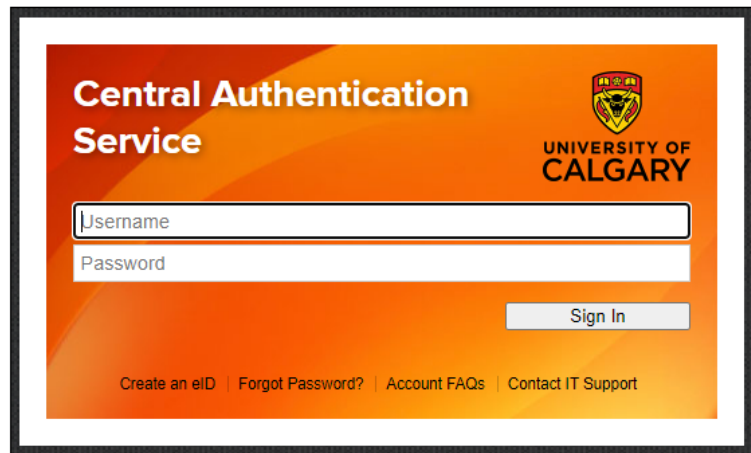 Central Authentication
Service
UNIVERSITY OF
CALGARY
Username
Password
Sign In
Create an eID | Forgot Password? | Account FAQs | Contact IT Support